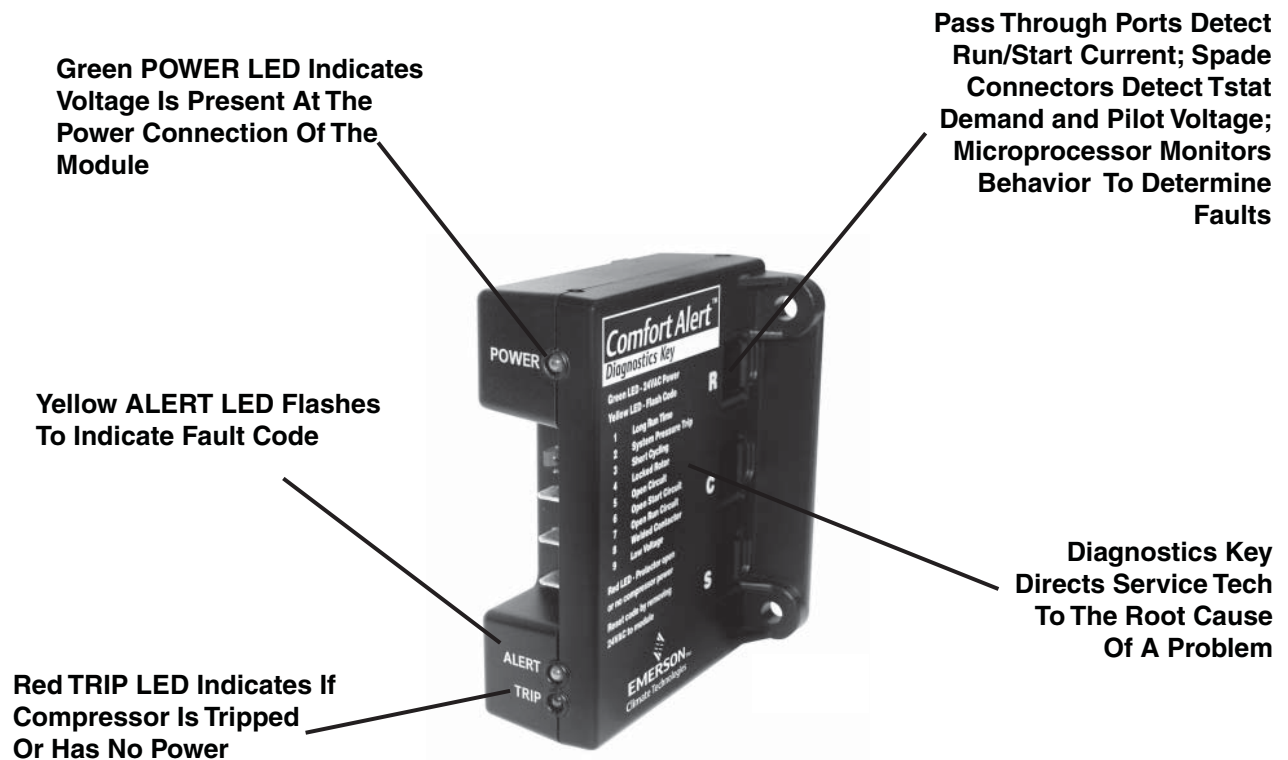 Green POWER LED Indicates
Voltage Is Present At The
Power Connection Of The
Module
Pass Through Ports Detect
Run/Start Current; Spade
Connectors Detect Tstat
Demand and Pilot Voltage;
Microprocessor Monitors
Behavior To Determine
Faults
Yellow ALERT LED Flashes
To Indicate Fault Code
Red TRIP LED Indicates If
Compressor Is Tripped
Or Has No Power
Diagnostics Key
Directs Service Tech
To The Root Cause
Of A Problem
POWER
ALERT
TRIP
Comfort Alert™
Diagnostics Key
Green LED - 24VAC Power
Yellow LED - Flash Code
1 Long Run Time
2 System Pressure Trip
3 Short Cycling
4 Locked Rotor
5 Open Circuit
6 Open Start Circuit
7 Open Run Circuit
8 Welded Contactor
9 Low Voltage
Red LED - Protector open
or no compressor power
Reset code by removing
24VAC to module
R
C
S
EMERSON™
Climate Technologies